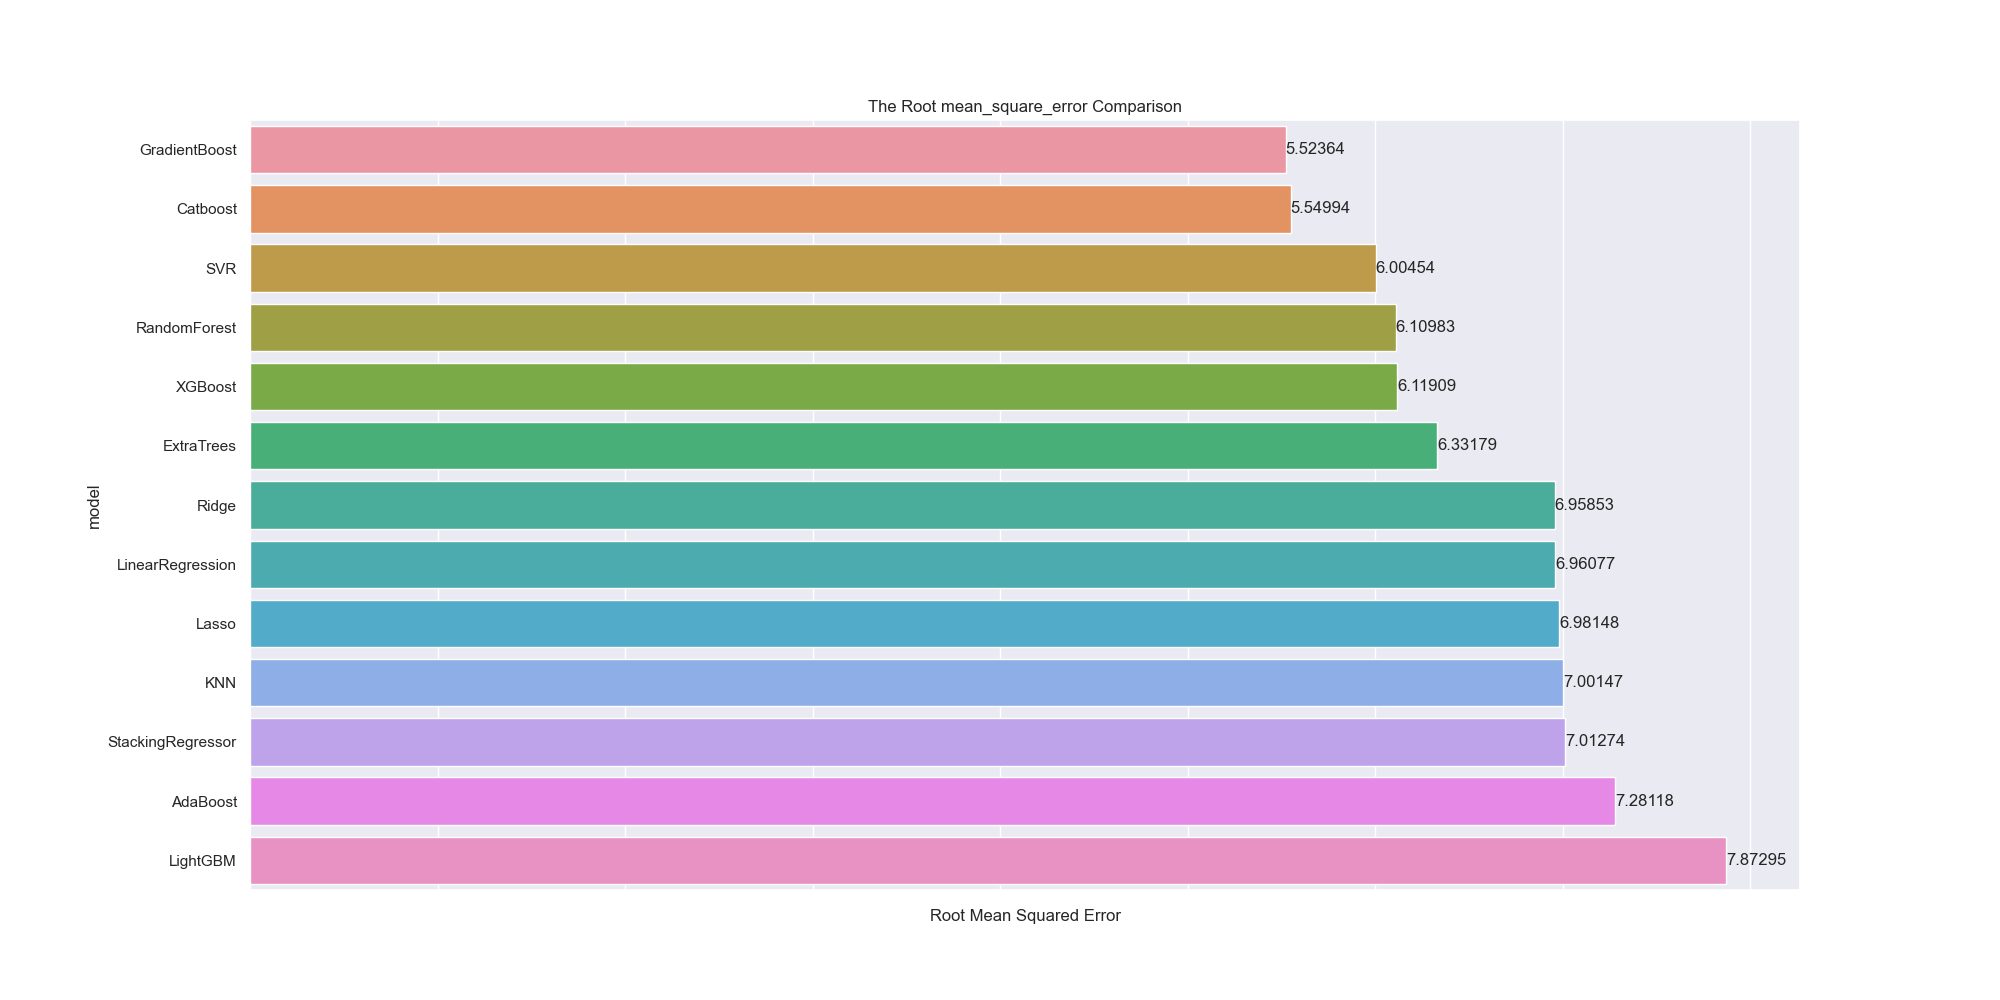 The Root mean_square_error Comparison
GradientBoost 5.52364
Catboost 5.54994
SVR 6.00454
RandomForest 6.10983
XGBoost 6.11909
ExtraTrees 6.33179
Ridge 6.95853
LinearRegression 6.96077
Lasso 6.98148
KNN 7.00147
StackingRegressor 7.01274
AdaBoost 7.28118
LightGBM 7.87295
model
Root Mean Squared Error